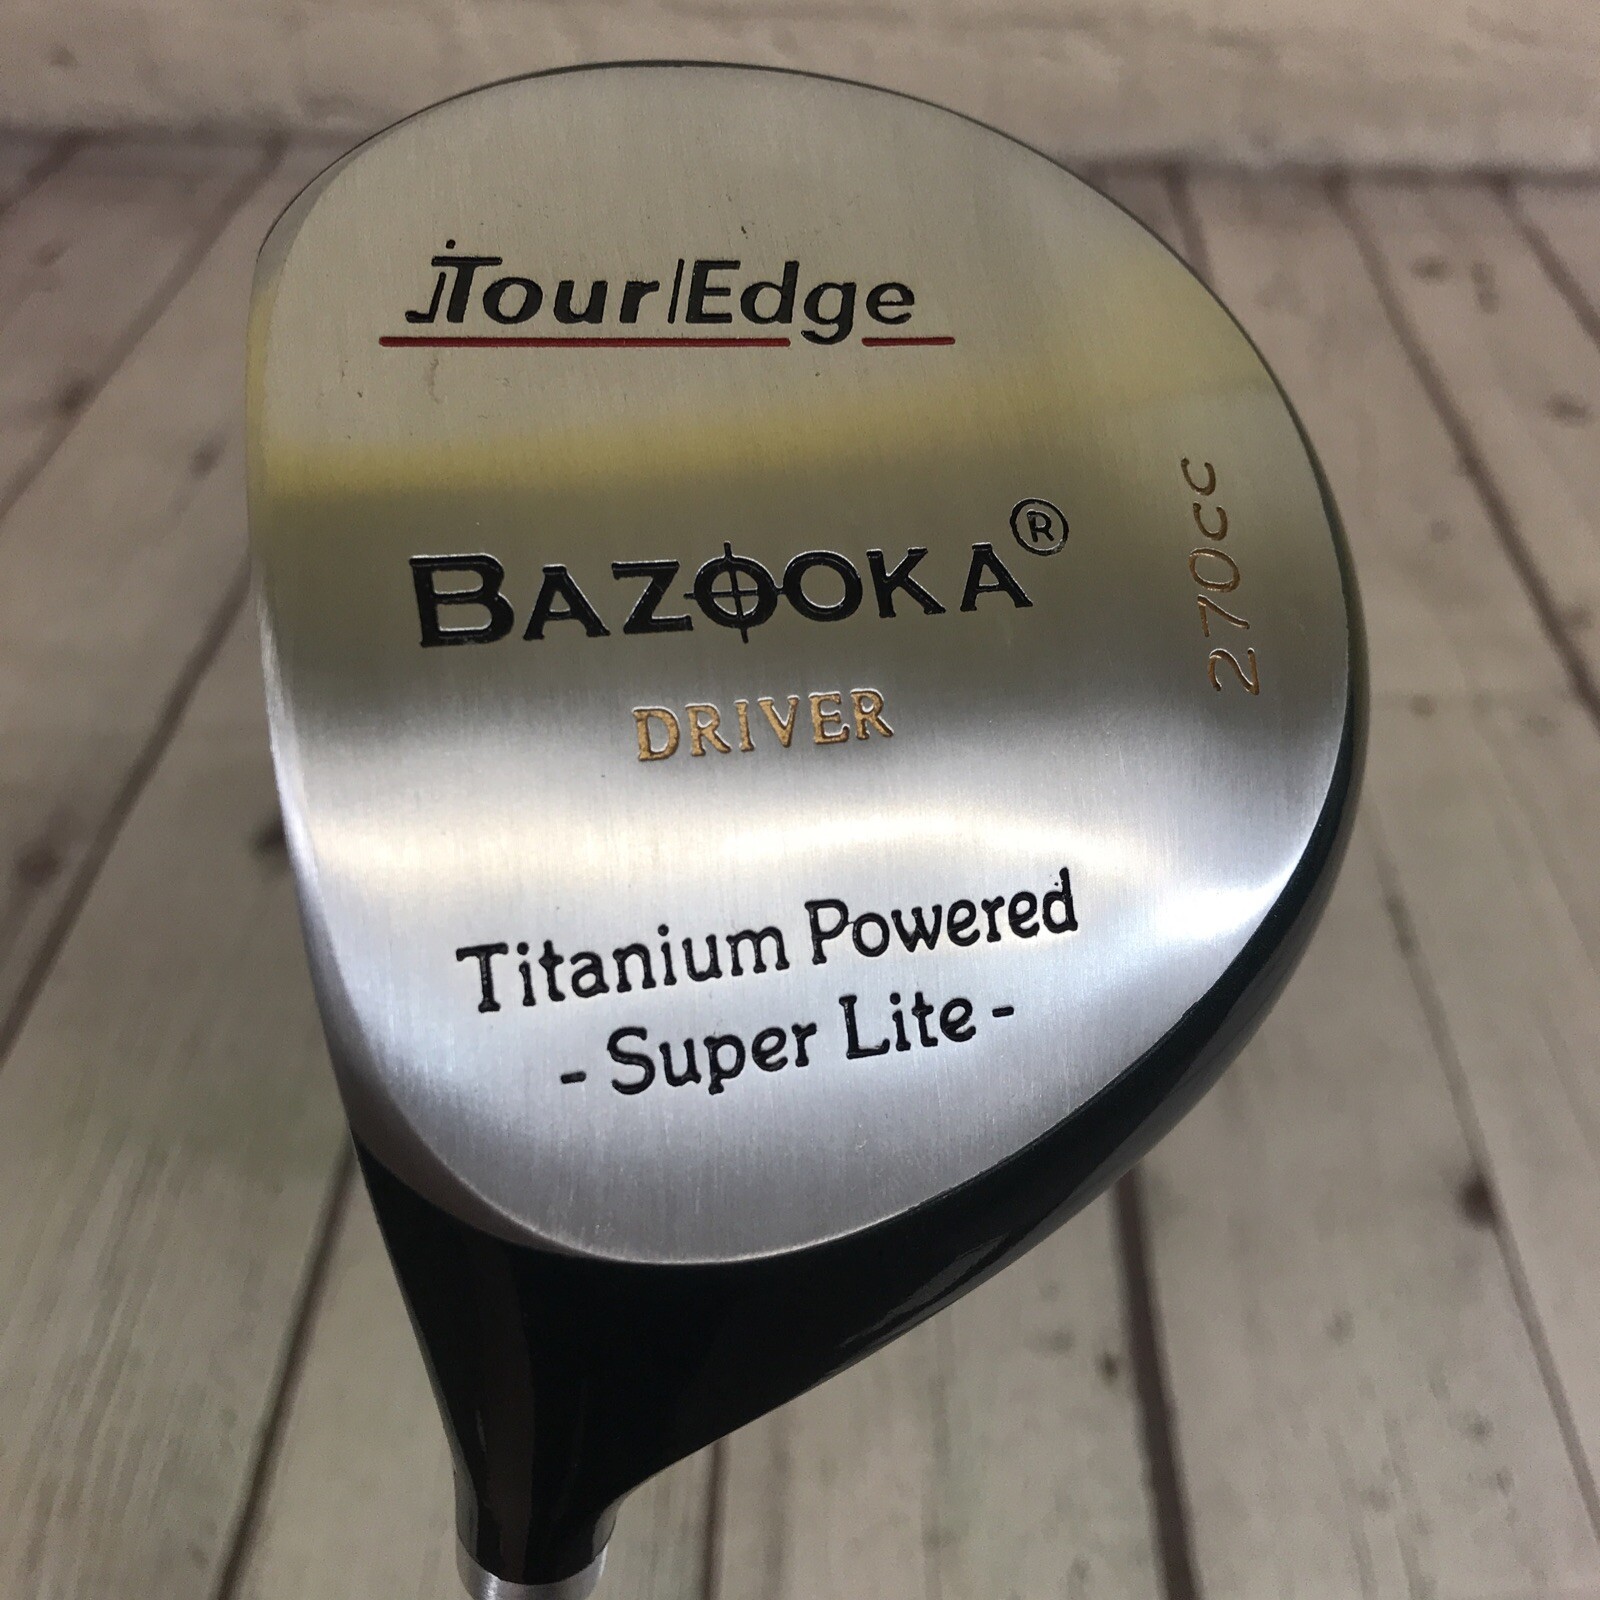 Tour Edge
BAZOOKA®
DRIVER
270cc
Titanium Powered
- Super Lite -